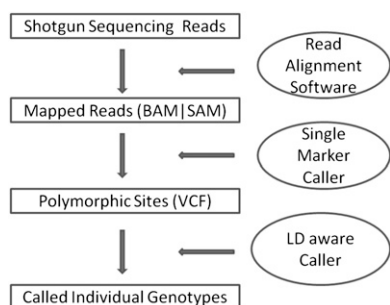 Shotgun Sequencing Reads
Read
Alignment
Software
Mapped Reads (BAM|SAM)
Single
Marker
Caller
Polymorphic Sites (VCF)
LD aware
Caller
Called Individual Genotypes